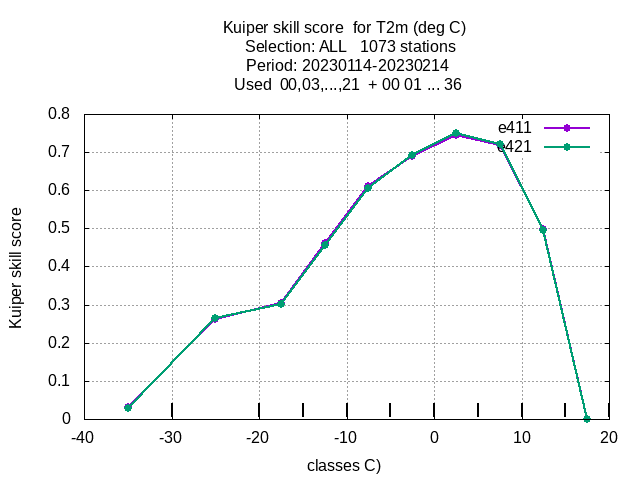 Kuiper skill score  for T2m (deg C)
Selection: ALL   1073 stations
Period: 20230114-20230214
Used  00,03,...,21  + 00 01 ... 36
e411
e421
0.8
0.7
0.6
0.5
0.4
0.3
0.2
0.1
0
Kuiper skill score
-40 -30 -20 -10 0 10 20
classes C)